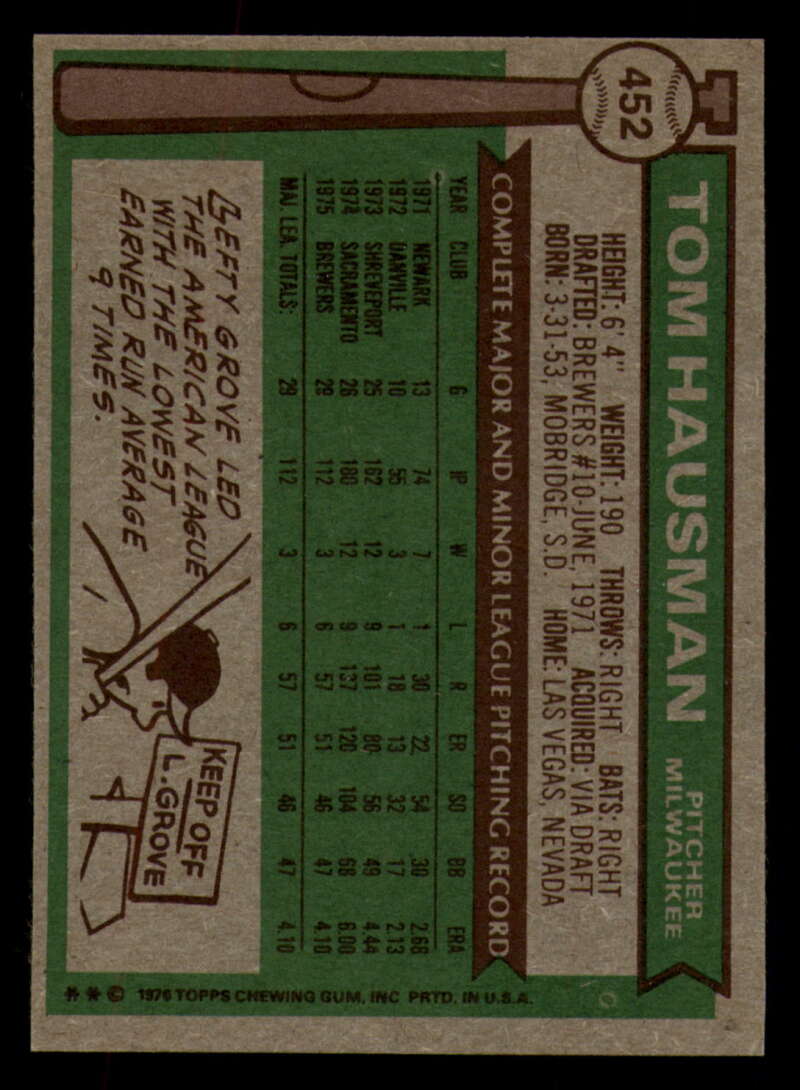 452
TOM HAUSMAN
PITCHER
MILWAUKEE
HEIGHT: 6' 4" WEIGHT: 190 THROWS: RIGHT BATS: RIGHT
DRAFTED: BREWERS #10-JUNE, 1971 ACQUIRED: VIA DRAFT
BORN: 3-31-53, MOBRIDGE, S.D. HOME: LAS VEGAS, NEVADA
COMPLETE MAJOR AND MINOR LEAGUE PITCHING RECORD
YEAR CLUB G IP W L R ER SO BB ERA
1971 NEWARK 13 74 7 1 30 22 54 30 2.68
1972 DANVILLE 10 55 3 1 18 13 32 17 2.13
1973 SHREVEPORT 25 162 12 9 101 80 56 49 4.44
1974 SACRAMENTO 26 180 12 9 137 120 104 68 6.00
1975 BREWERS 29 112 3 6 57 51 46 47 4.10
MAJ. LEA. TOTALS: 29 112 3 6 57 51 46 47 4.10
LEFTY GROVE LED
THE AMERICAN LEAGUE
WITH THE LOWEST
EARNED RUN AVERAGE
9 TIMES.
KEEP OFF
L. GROVE
** © 1976 TOPPS CHEWING GUM, INC PRTD. IN U.S.A.
C